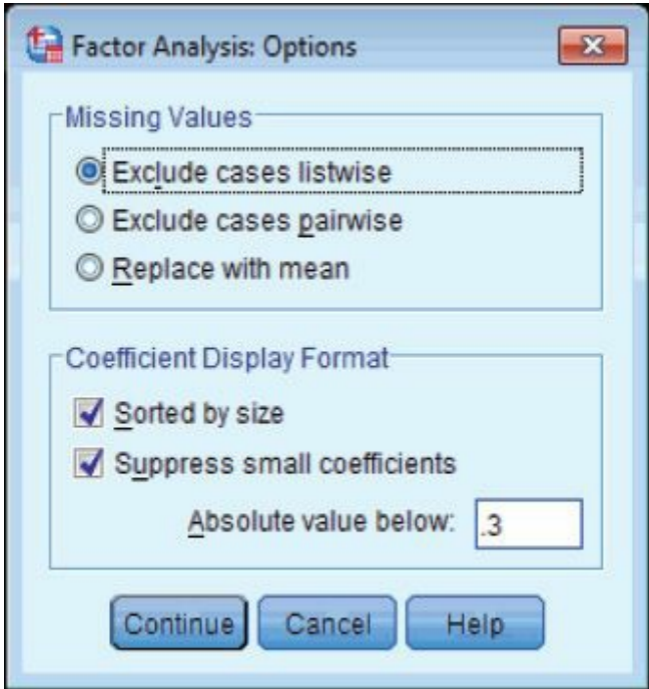 Factor Analysis: Options
Missing Values
Exclude cases listwise
Exclude cases pairwise
Replace with mean
Coefficient Display Format
Sorted by size
Suppress small coefficients
Absolute value below: .3
Continue Cancel Help